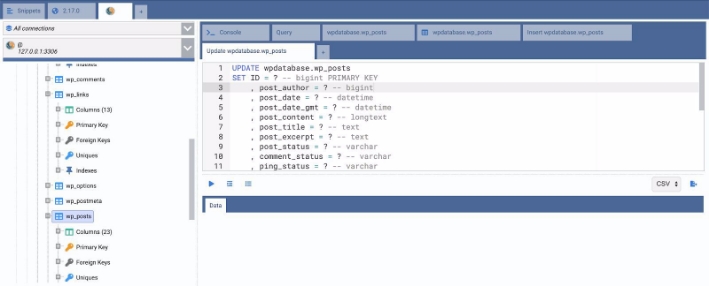 Snippets
2.17.0
+
All connections
@
127.0.0.1:3306
Indexes
wp_comments
wp_links
Columns (13)
Primary Key
Foreign Keys
Uniques
Indexes
wp_options
wp_postmeta
wp_posts
Columns (23)
Primary Key
Foreign Keys
Uniques
Console
Query
wpdatabase.wp_posts
wpdatabase.wp_posts
Insert wpdatabase.wp_posts
Update wpdatabase.wp_posts
+
1 UPDATE wpdatabase.wp_posts
2 SET ID = ? -- bigint PRIMARY KEY
3 , post_author = ? -- bigint
4 , post_date = ? -- datetime
5 , post_date_gmt = ? -- datetime
6 , post_content = ? -- longtext
7 , post_title = ? -- text
8 , post_excerpt = ? -- text
9 , post_status = ? -- varchar
10 , comment_status = ? -- varchar
11 , ping_status = ? -- varchar
CSV
Data